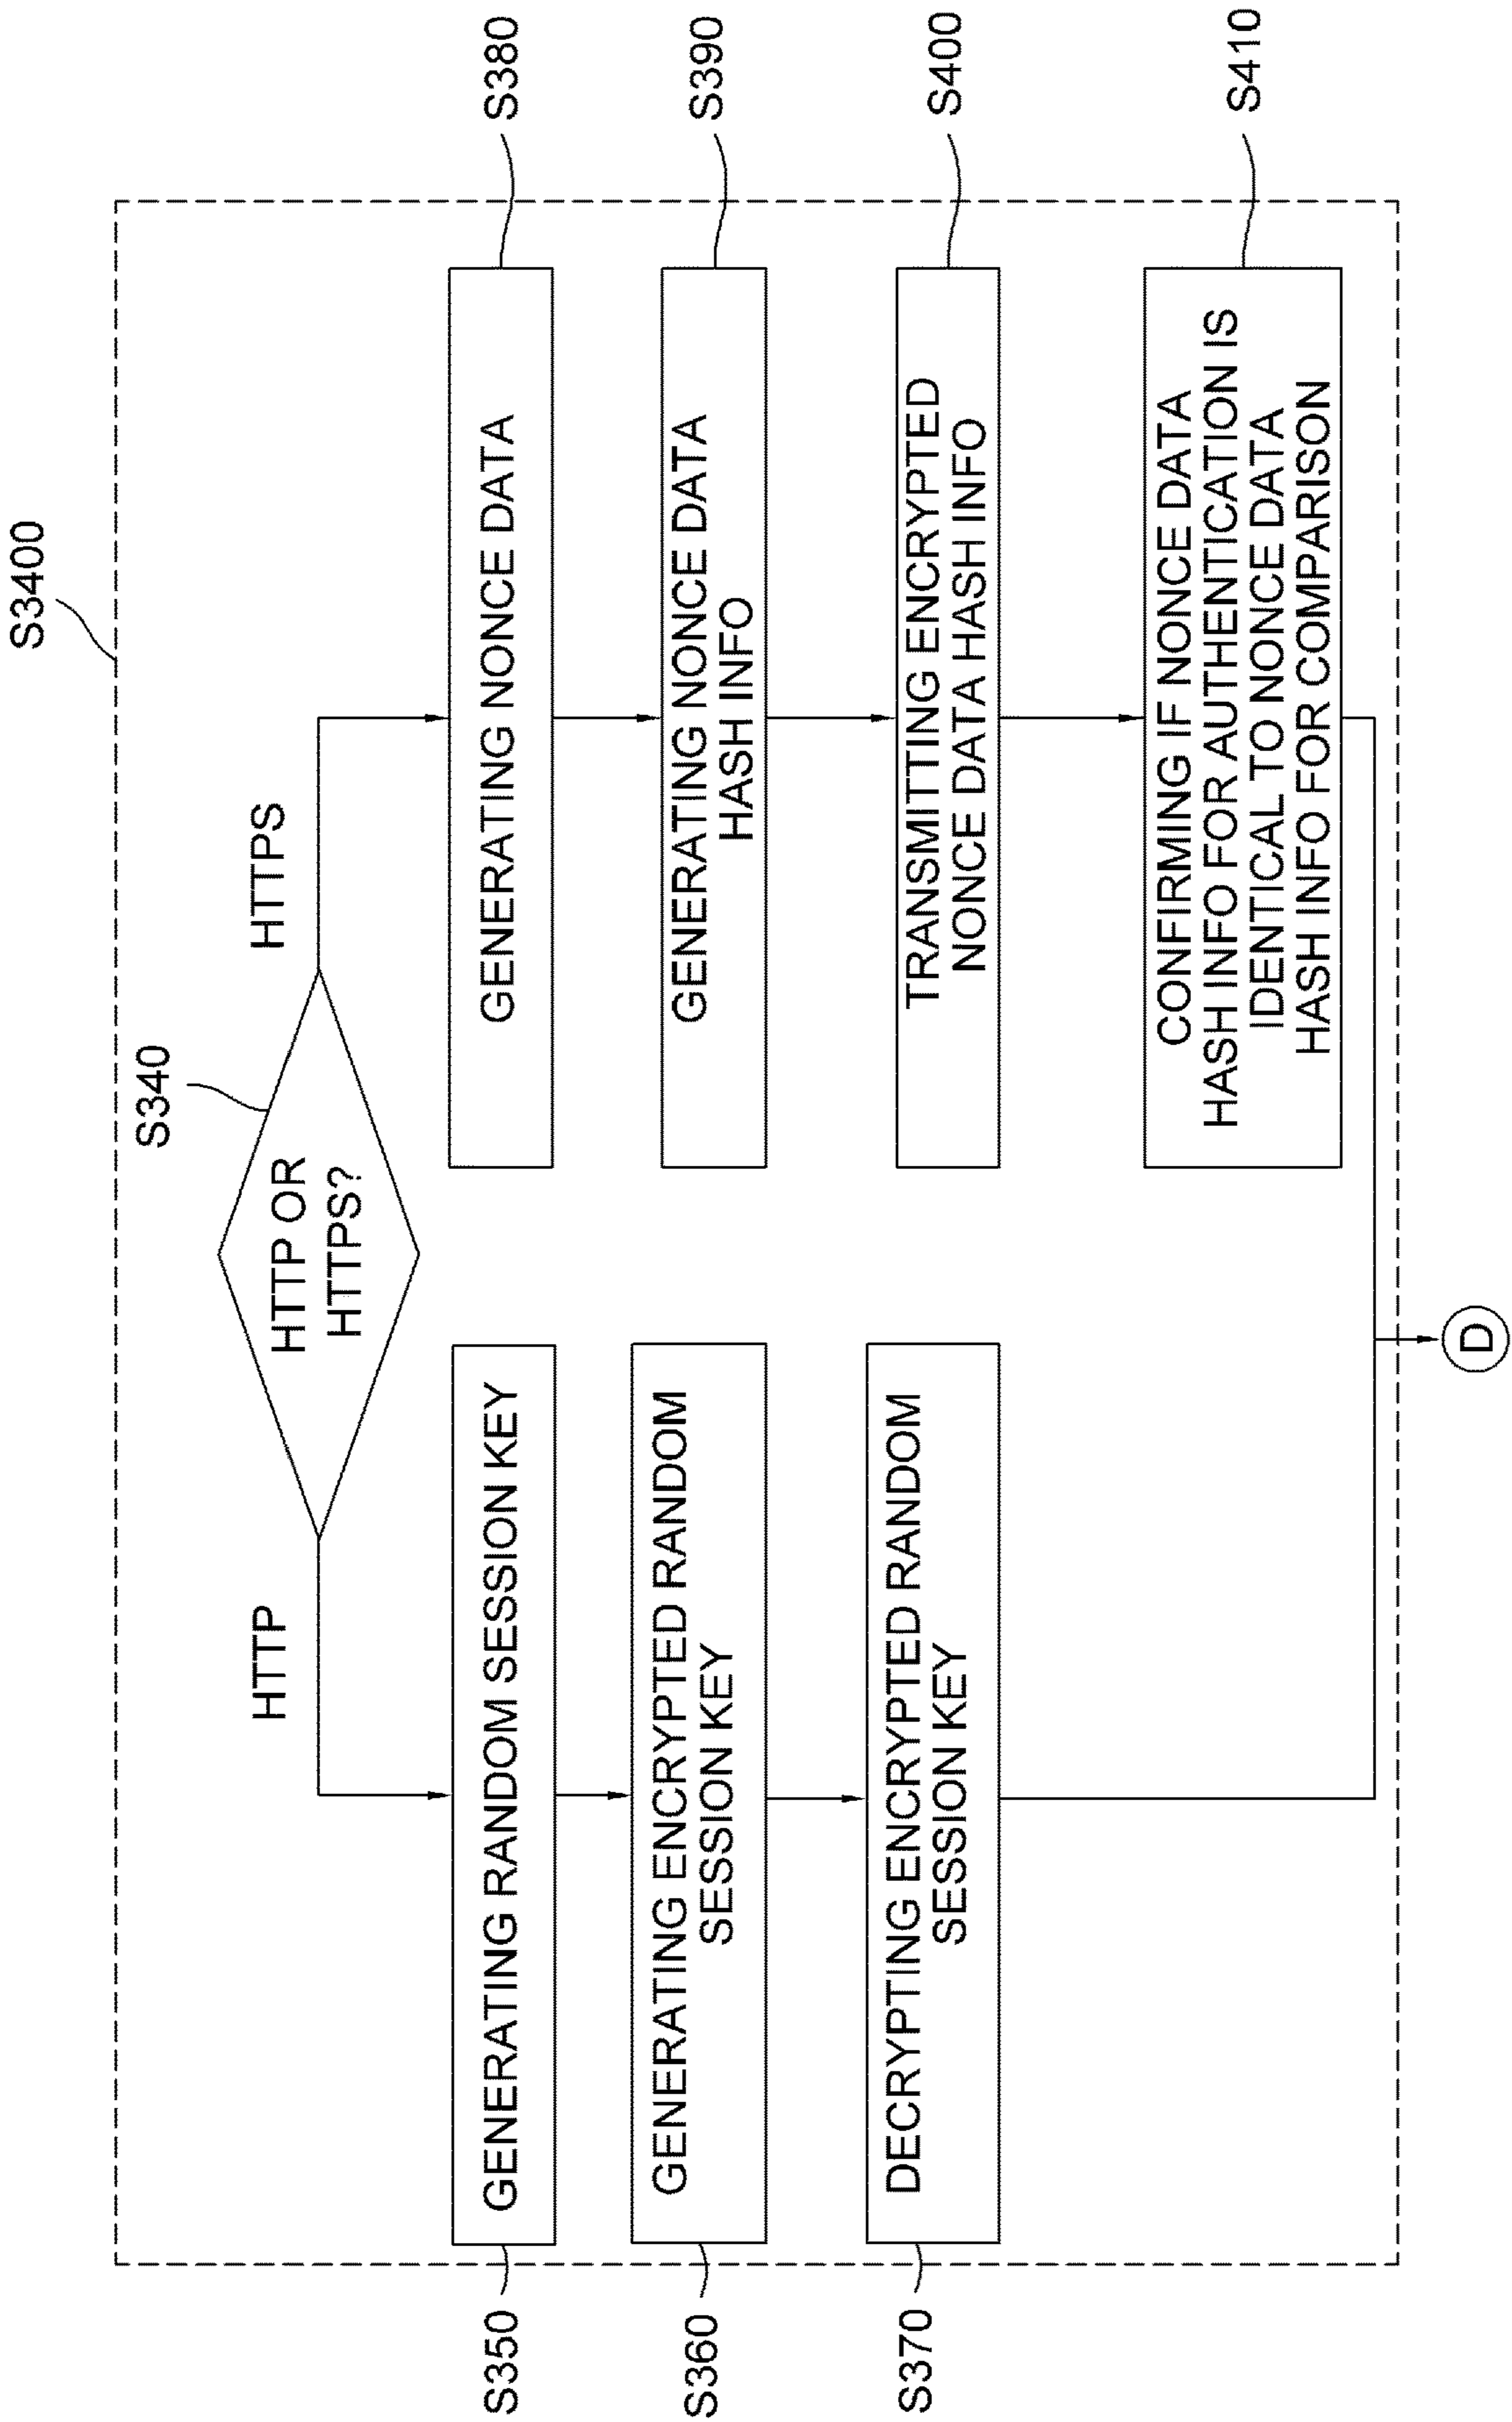 S3400
S340
HTTP OR
HTTPS?
HTTP
HTTPS
S350
GENERATING RANDOM SESSION KEY
S360
GENERATING ENCRYPTED RANDOM
SESSION KEY
S370
DECRYPTING ENCRYPTED RANDOM
SESSION KEY
GENERATING NONCE DATA
S380
GENERATING NONCE DATA
HASH INFO
S390
TRANSMITTING ENCRYPTED
NONCE DATA HASH INFO
S400
CONFIRMING IF NONCE DATA
HASH INFO FOR AUTHENTICATION IS
IDENTICAL TO NONCE DATA
HASH INFO FOR COMPARISON
S410
D